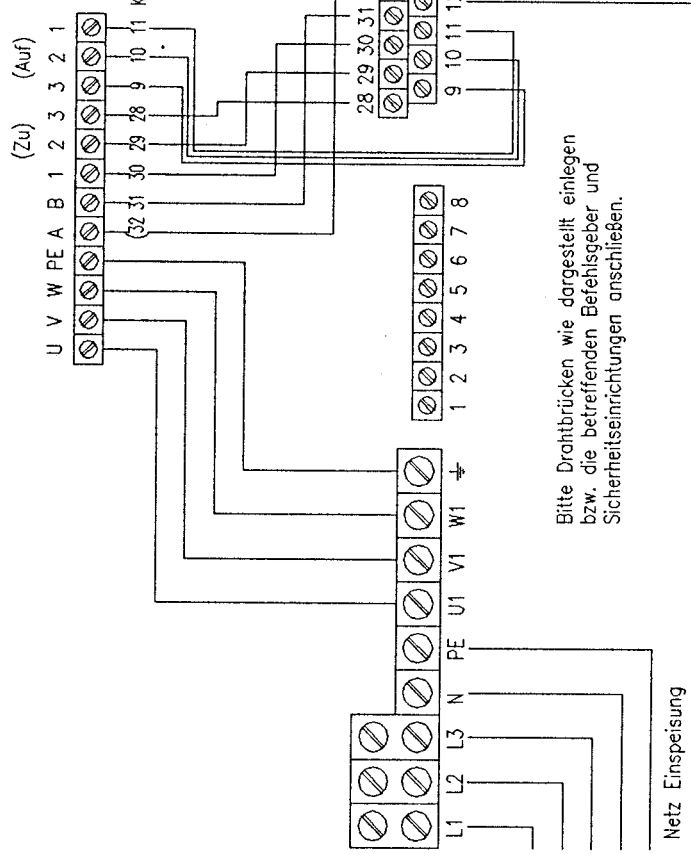 (Zu) (Auf)
U V W PE A B 1 2 3 3 2 1
(32 31 30 29 28 9 10 11 K
28 29 30 31
L1 L2 L3 N PE U1 V1 W1
1 2 3 4 5 6 7 8
9 10 11
Bitte Drahtbrücken wie dargestellt einlegen
bzw. die betreffenden Befehlsgeber und
Sicherheitseinrichtungen anschließen.
Netz Einspeisung